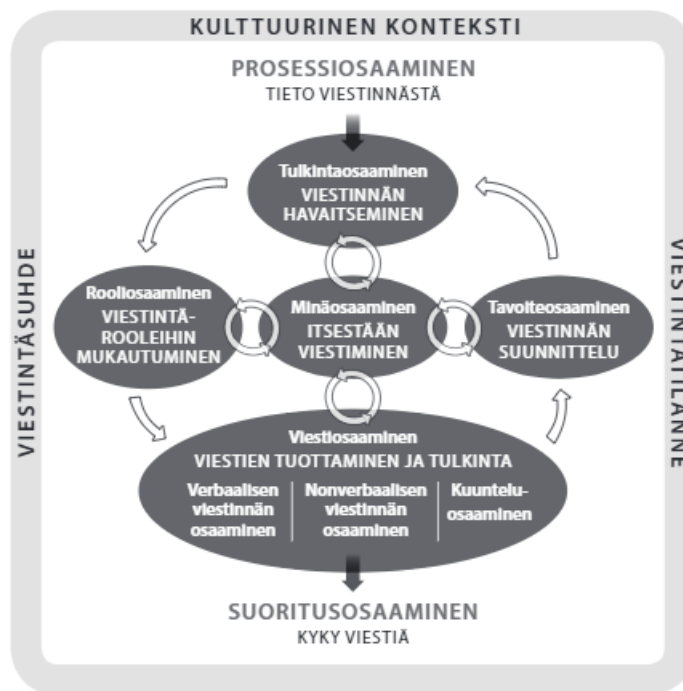 KULTTUURINEN KONTEKSTI
PROSESSIOSAAMINEN
TIETO VIESTINNÄSTÄ
Tulkintaosaaminen
VIESTINNÄN
HAVAITSEMINEN
VIESTINTÄSUHDE
Rooliosaaminen
VIESTINTÄ-
ROOLEIHIN
MUKAUTUMINEN
Minäosaaminen
ITSESTÄÄN
VIESTIMINEN
Tavoiteosaaminen
VIESTINNÄN
SUUNNITTELU
VIESTINTÄTILANNE
Viestiosaaminen
VIESTIEN TUOTTAMINEN JA TULKINTA
Verbaalisen
viestinnän
osaaminen
Nonverbaalisen
viestinnän
osaaminen
Kuuntelu-
osaaminen
SUORITUSOSAAMINEN
KYKY VIESTIÄ